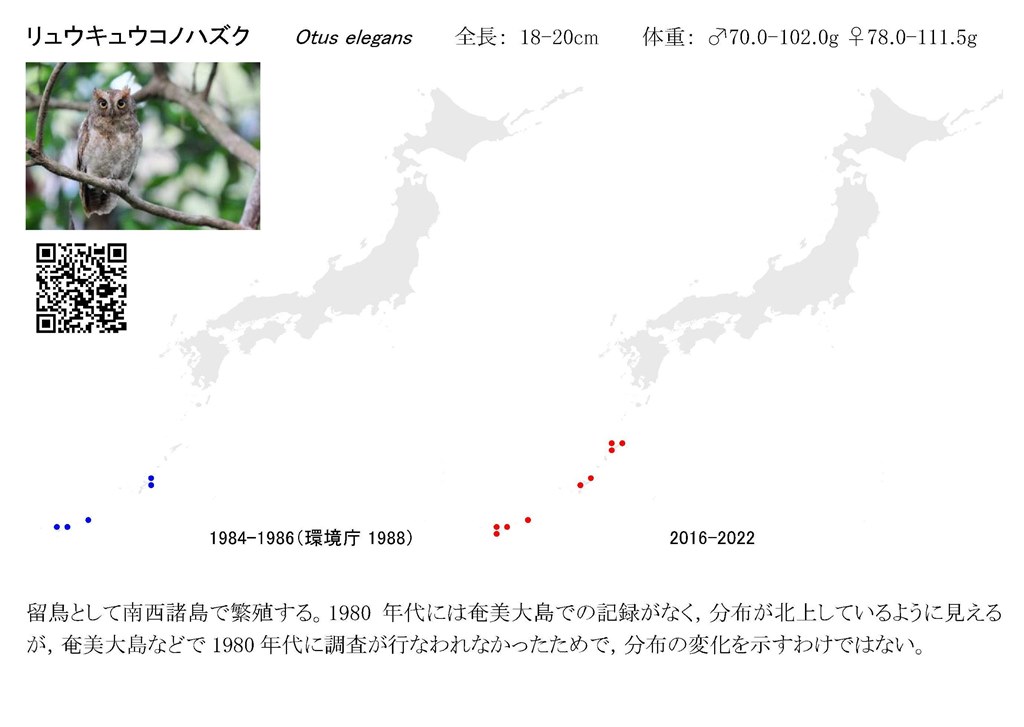 リュウキュウコノハズク Otus elegans 全長： 18-20cm 体重： ♂70.0-102.0g ♀78.0-111.5g
1984-1986（環境庁 1988） 2016-2022
留鳥として南西諸島で繁殖する。1980 年代には奄美大島での記録がなく，分布が北上しているように見える
が，奄美大島などで 1980 年代に調査が行なわれなかったためで，分布の変化を示すわけではない。